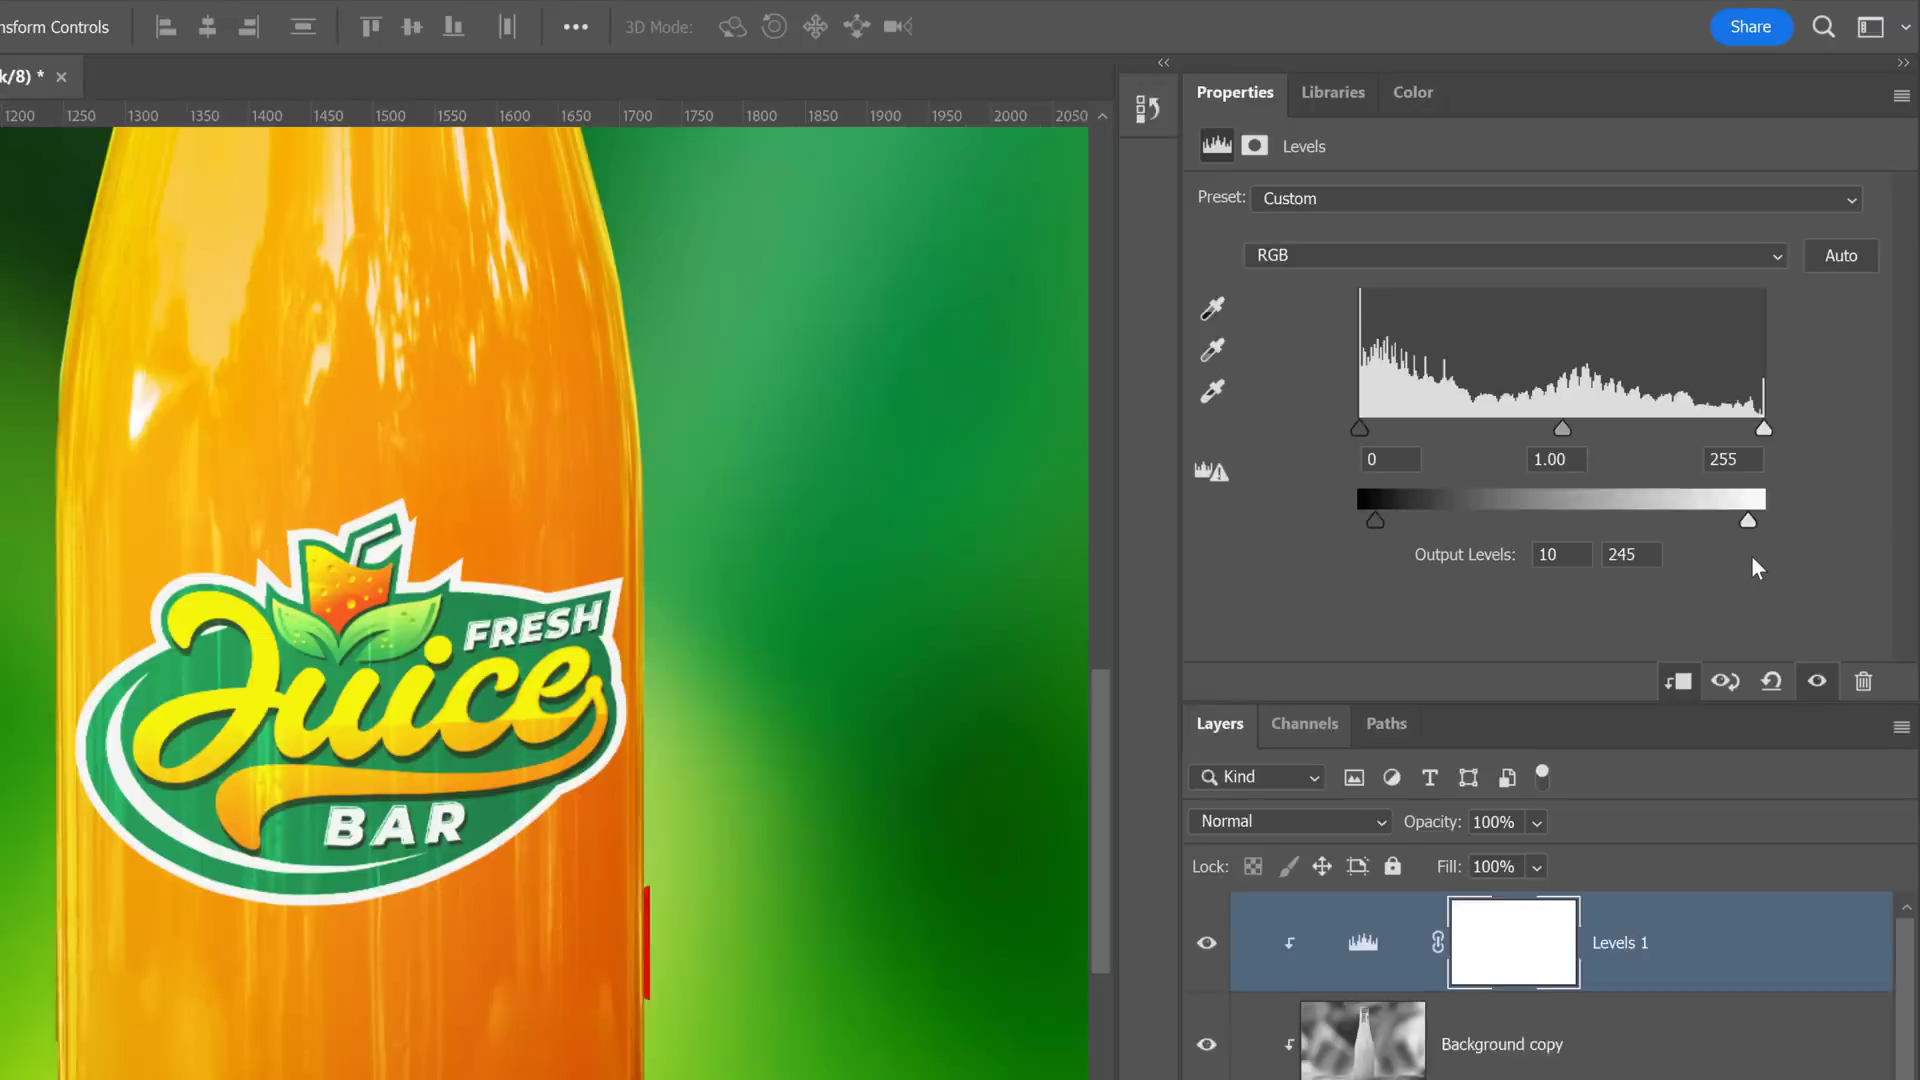 nsform Controls
3D Mode:
Share
k/8) *
1200 1250 1300 1350 1400 1450 1500 1550 1600 1650 1700 1750 1800 1850 1900 1950 2000 2050
Properties Libraries Color
Levels
Preset: Custom
RGB
Auto
0 1.00 255
Output Levels: 10 245
FRESH
Juice
BAR
Layers Channels Paths
Kind
Normal Opacity: 100%
Lock: Fill: 100%
Levels 1
Background copy